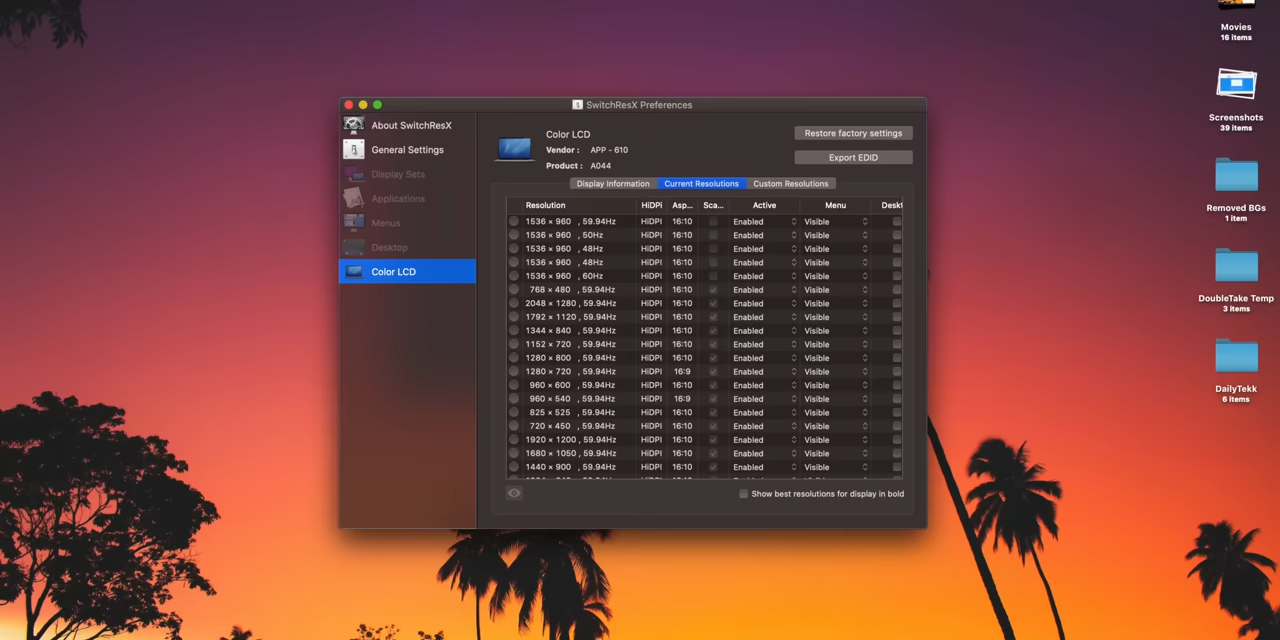 SwitchResX Preferences
About SwitchResX
General Settings
Display Sets
Applications
Menus
Desktop
Color LCD
Color LCD
Vendor : APP - 610
Product : A044
Restore factory settings
Export EDID
Display Information Current Resolutions Custom Resolutions
Resolution HiDPI Asp... Sca... Active Menu Deskt
1536 × 960 , 59.94Hz HiDPI 16:10 Enabled Visible
1536 × 960 , 50Hz HiDPI 16:10 Enabled Visible
1536 × 960 , 48Hz HiDPI 16:10 Enabled Visible
1536 × 960 , 48Hz HiDPI 16:10 Enabled Visible
1536 × 960 , 60Hz HiDPI 16:10 Enabled Visible
768 × 480 , 59.94Hz HiDPI 16:10 Enabled Visible
2048 × 1280 , 59.94Hz HiDPI 16:10 Enabled Visible
1792 × 1120 , 59.94Hz HiDPI 16:10 Enabled Visible
1344 × 840 , 59.94Hz HiDPI 16:10 Enabled Visible
1152 × 720 , 59.94Hz HiDPI 16:10 Enabled Visible
1280 × 800 , 59.94Hz HiDPI 16:10 Enabled Visible
1280 × 720 , 59.94Hz HiDPI 16:9 Enabled Visible
960 × 600 , 59.94Hz HiDPI 16:10 Enabled Visible
960 × 540 , 59.94Hz HiDPI 16:9 Enabled Visible
825 × 525 , 59.94Hz HiDPI 16:10 Enabled Visible
720 × 450 , 59.94Hz HiDPI 16:10 Enabled Visible
1920 × 1200 , 59.94Hz HiDPI 16:10 Enabled Visible
1680 × 1050 , 59.94Hz HiDPI 16:10 Enabled Visible
1440 × 900 , 59.94Hz HiDPI 16:10 Enabled Visible
Show best resolutions for display in bold
Movies
16 items
Screenshots
39 items
Removed BGs
1 item
DoubleTake Temp
3 items
DailyTekk
6 items